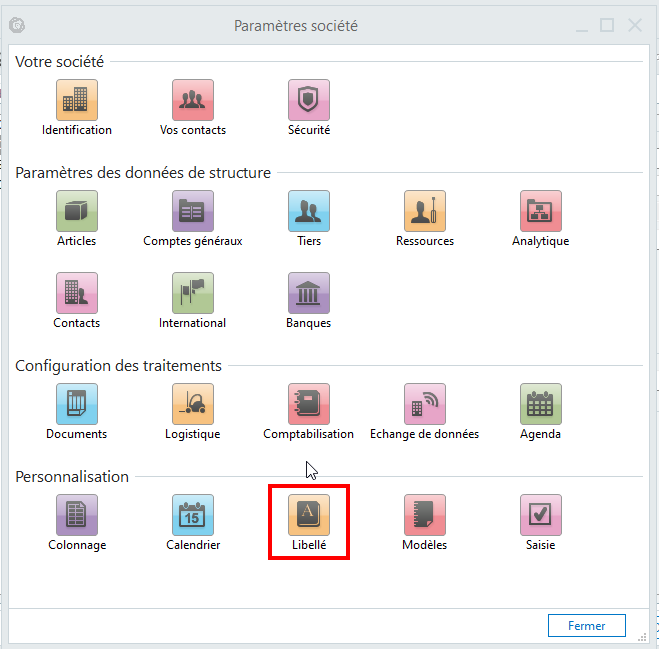 Paramètres société
Votre société
Identification
Vos contacts
Sécurité
Paramètres des données de structure
Articles
Comptes généraux
Tiers
Ressources
Analytique
Contacts
International
Banques
Configuration des traitements
Documents
Logistique
Comptabilisation
Echange de données
Agenda
Personnalisation
15
A
Colonnage
Calendrier
Libellé
Modèles
Saisie
Fermer